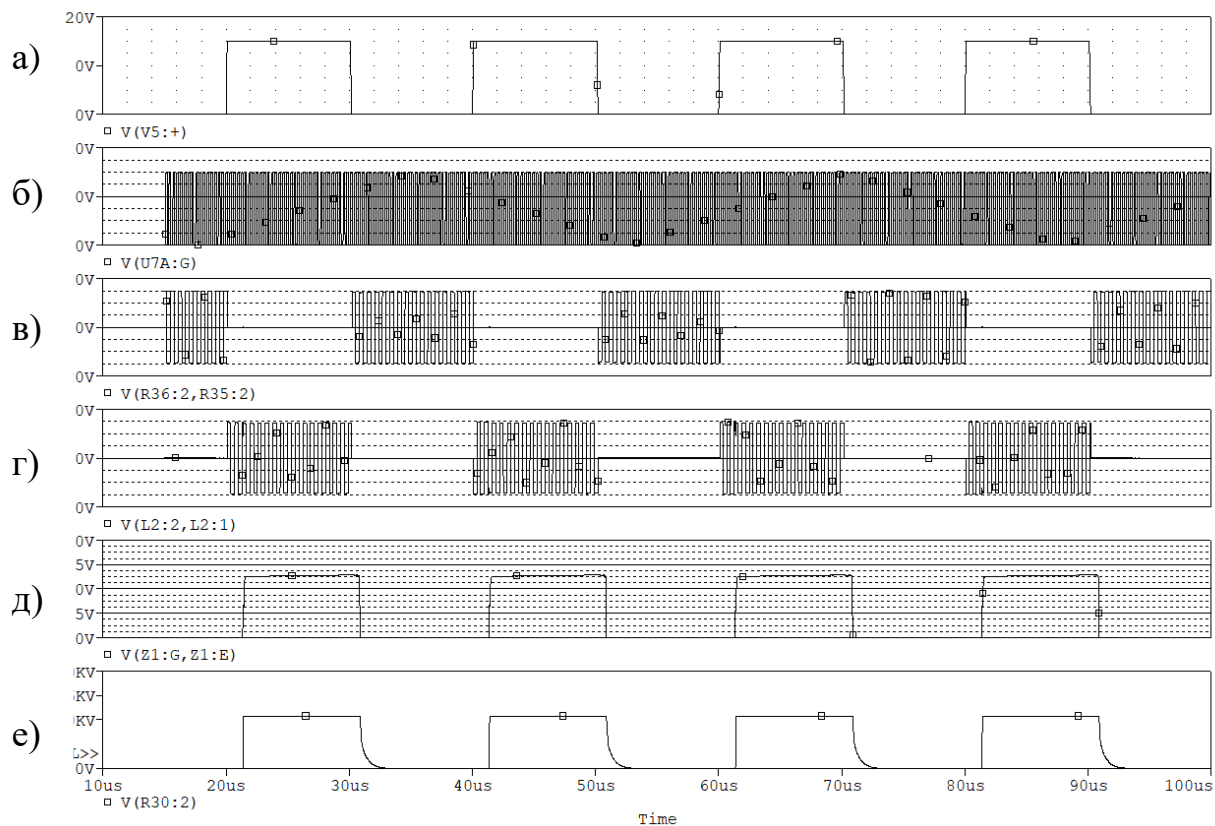 а)
20V
0V
0V
V(V5:+)
б)
0V
0V
0V
V(U7A:G)
в)
0V
0V
0V
V(R36:2,R35:2)
г)
0V
0V
0V
V(L2:2,L2:1)
д)
0V
5V
0V
5V
0V
V(Z1:G,Z1:E)
е)
KV
KV
KV
>>
0V
10us 20us 30us 40us 50us 60us 70us 80us 90us 100us
V(R30:2)
Time